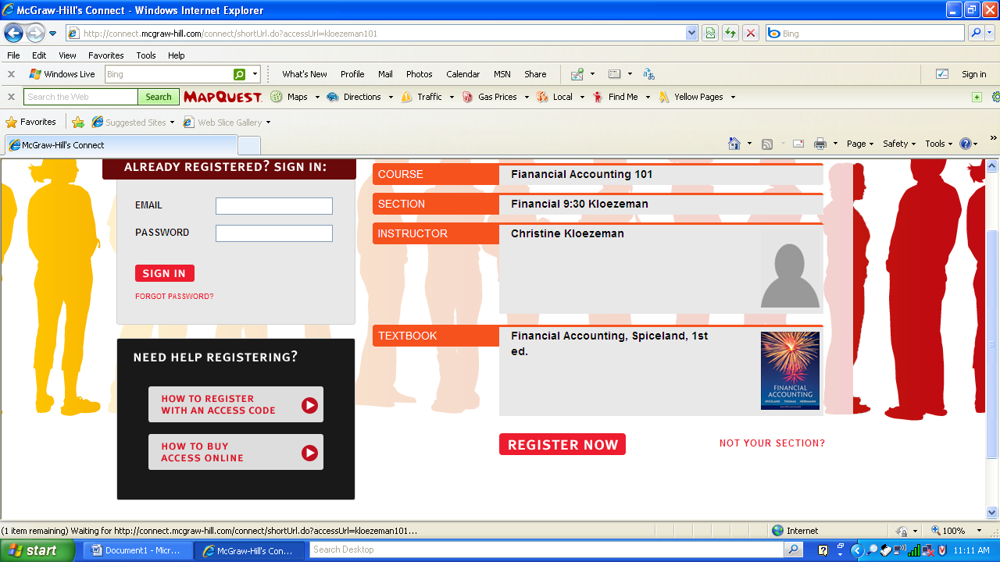 McGraw-Hill's Connect - Windows Internet Explorer
http://connect.mcgraw-hill.com/connect/shortUrl.do?accessUrl=kloezeman101
Bing
File Edit View Favorites Tools Help
Windows Live Bing What's New Profile Mail Photos Calendar MSN Share Sign in
Search the Web Search MAPQUEST. Maps Directions Traffic Gas Prices Local Find Me Yellow Pages
Favorites Suggested Sites Web Slice Gallery
McGraw-Hill's Connect Page Safety Tools
ALREADY REGISTERED? SIGN IN:
EMAIL
PASSWORD
SIGN IN
FORGOT PASSWORD?
NEED HELP REGISTERING?
HOW TO REGISTER
WITH AN ACCESS CODE
HOW TO BUY
ACCESS ONLINE
COURSE Fianancial Accounting 101
SECTION Financial 9:30 Kloezeman
INSTRUCTOR Christine Kloezeman
TEXTBOOK Financial Accounting, Spiceland, 1st
ed.
FINANCIAL
ACCOUNTING
SPICELAND THOMAS HERRMANN
REGISTER NOW NOT YOUR SECTION?
(1 item remaining) Waiting for http://connect.mcgraw-hill.com/connect/shortUrl.do?accessUrl=kloezeman101... Internet 100%
start Document1 - Micr... McGraw-Hill's Con... Search Desktop 11:11 AM